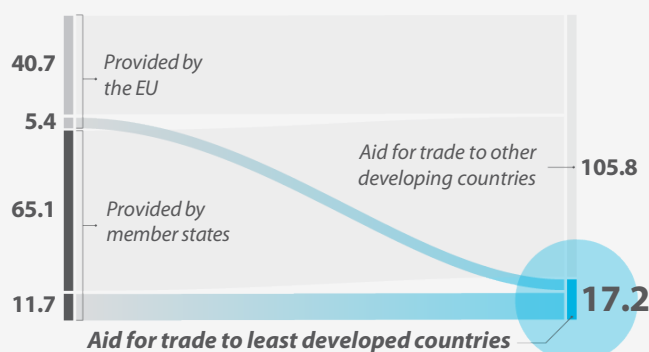 40.7
Provided by
the EU
5.4
Aid for trade to other
developing countries
105.8
65.1
Provided by
member states
11.7
17.2
Aid for trade to least developed countries